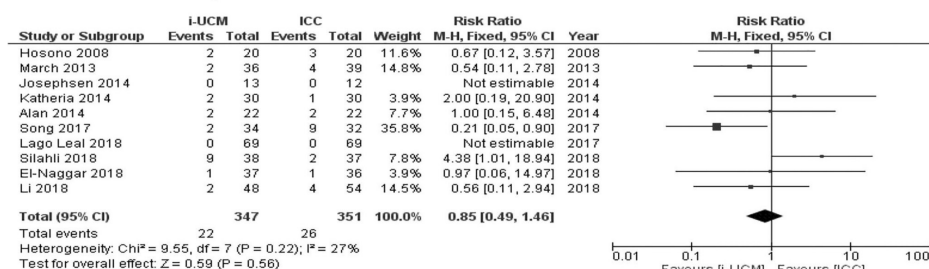 i-UCM ICC Risk Ratio Risk Ratio
Study or Subgroup Events Total Events Total Weight M-H, Fixed, 95% CI Year M-H, Fixed, 95% CI
Hosono 2008 2 20 3 20 11.6% 0.67 [0.12, 3.57] 2008
March 2013 2 36 4 39 14.8% 0.54 [0.11, 2.78] 2013
Josephsen 2014 0 13 0 12 Not estimable 2014
Katheria 2014 2 30 1 30 3.9% 2.00 [0.19, 20.90] 2014
Alan 2014 2 22 2 22 7.7% 1.00 [0.15, 6.48] 2014
Song 2017 2 34 9 32 35.8% 0.21 [0.05, 0.90] 2017
Lago Leal 2018 0 69 0 69 Not estimable 2017
Silahli 2018 9 38 2 37 7.8% 4.38 [1.01, 18.94] 2018
El-Naggar 2018 1 37 1 36 3.9% 0.97 [0.06, 14.97] 2018
Li 2018 2 48 4 54 14.5% 0.56 [0.11, 2.94] 2018
Total (95% CI) 347 351 100.0% 0.85 [0.49, 1.46]
Total events 22 26
Heterogeneity: Chi² = 9.55, df = 7 (P = 0.22); I² = 27%
Test for overall effect: Z = 0.59 (P = 0.56)
0.01 0.1 1 10 100
Favours [i-UCM] Favours [ICC]